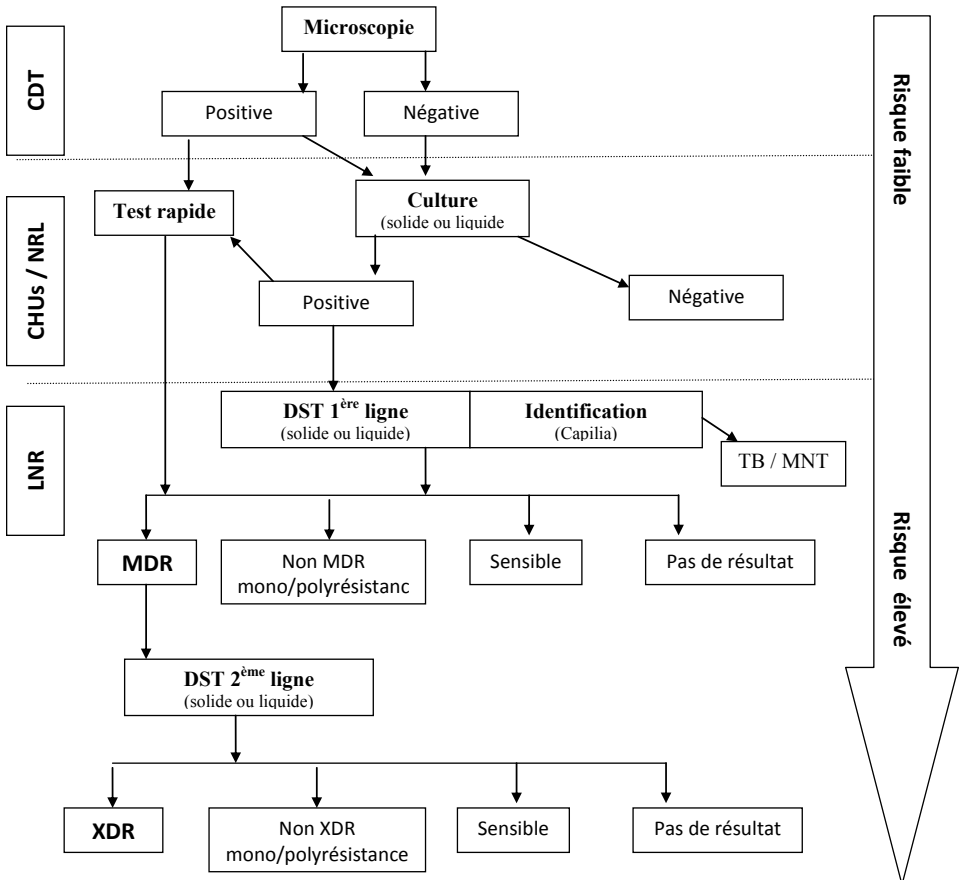 Microscopie
CDT
Positive
Négative
Risque faible
Test rapide
Culture
(solide ou liquide
CHUs / NRL
Positive
Négative
DST 1ère ligne
(solide ou liquide)
Identification
(Capilia)
TB / MNT
LNR
MDR
Non MDR
mono/polyrésistanc
Sensible
Pas de résultat
Risque élevé
DST 2ème ligne
(solide ou liquide)
XDR
Non XDR
mono/polyrésistance
Sensible
Pas de résultat